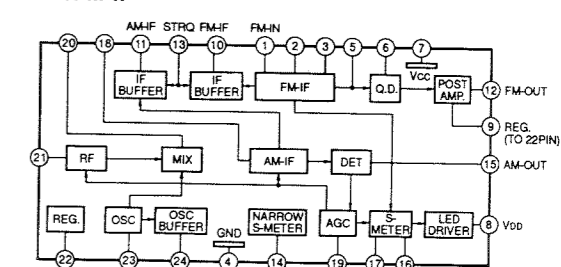 AM-IF STRQ FM-IF FM-IN
20 18 11 13 10 1 2 3 5 6 7
VCC
IF BUFFER
IF BUFFER
FM-IF
Q.D.
POST AMP.
12 FM-OUT
9 REG. (TO 22PIN)
21 RF
MIX
AM-IF
DET
15 AM-OUT
REG.
OSC
OSC BUFFER
GND
NARROW S-METER
AGC
S-METER
LED DRIVER
8 VDD
22 23 24 4 14 19 17 16